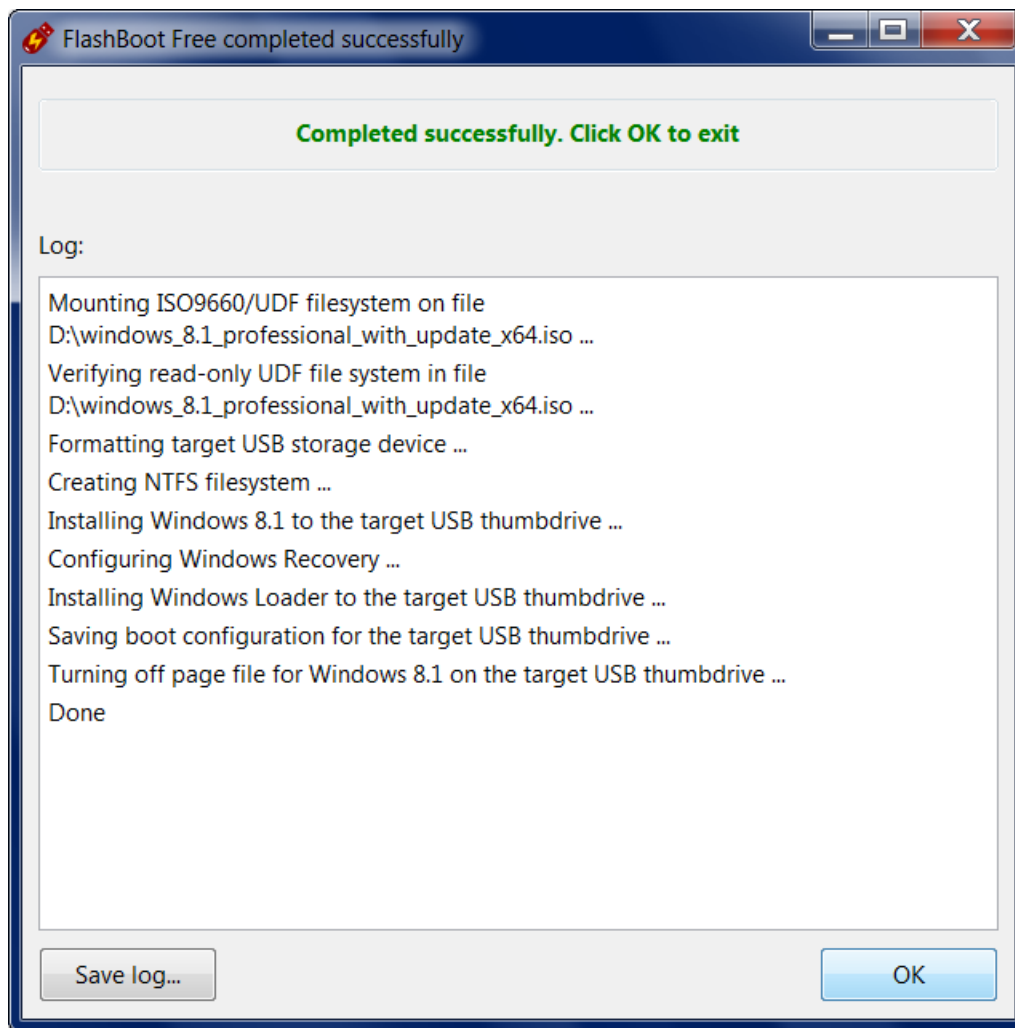 FlashBoot Free completed successfully
Completed successfully. Click OK to exit
Log:
Mounting ISO9660/UDF filesystem on file
D:\windows_8.1_professional_with_update_x64.iso ...
Verifying read-only UDF file system in file
D:\windows_8.1_professional_with_update_x64.iso ...
Formatting target USB storage device ...
Creating NTFS filesystem ...
Installing Windows 8.1 to the target USB thumbdrive ...
Configuring Windows Recovery ...
Installing Windows Loader to the target USB thumbdrive ...
Saving boot configuration for the target USB thumbdrive ...
Turning off page file for Windows 8.1 on the target USB thumbdrive ...
Done
Save log...
OK